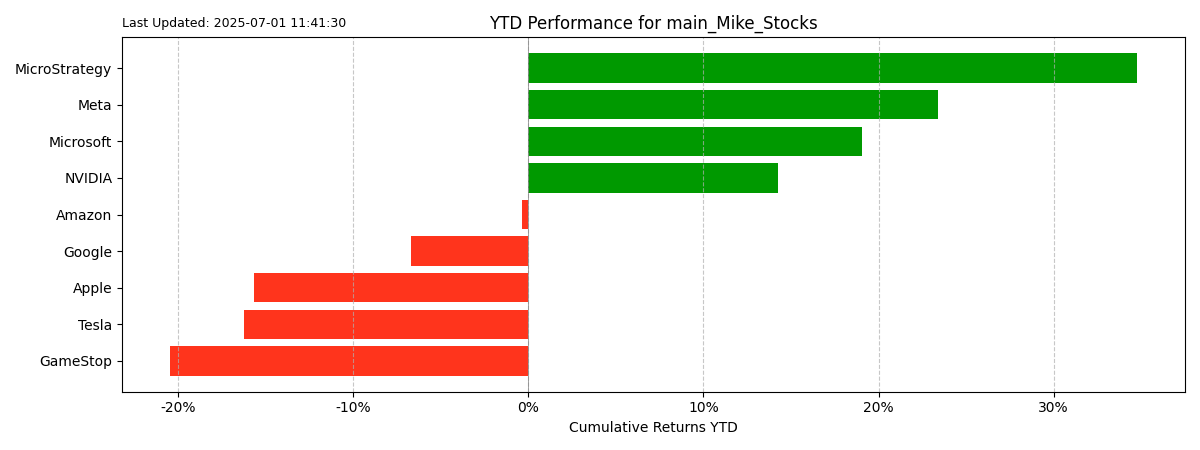 Last Updated: 2025-07-01 11:41:30
YTD Performance for main_Mike_Stocks
MicroStrategy
Meta
Microsoft
NVIDIA
Amazon
Google
Apple
Tesla
GameStop
-20% -10% 0% 10% 20% 30%
Cumulative Returns YTD